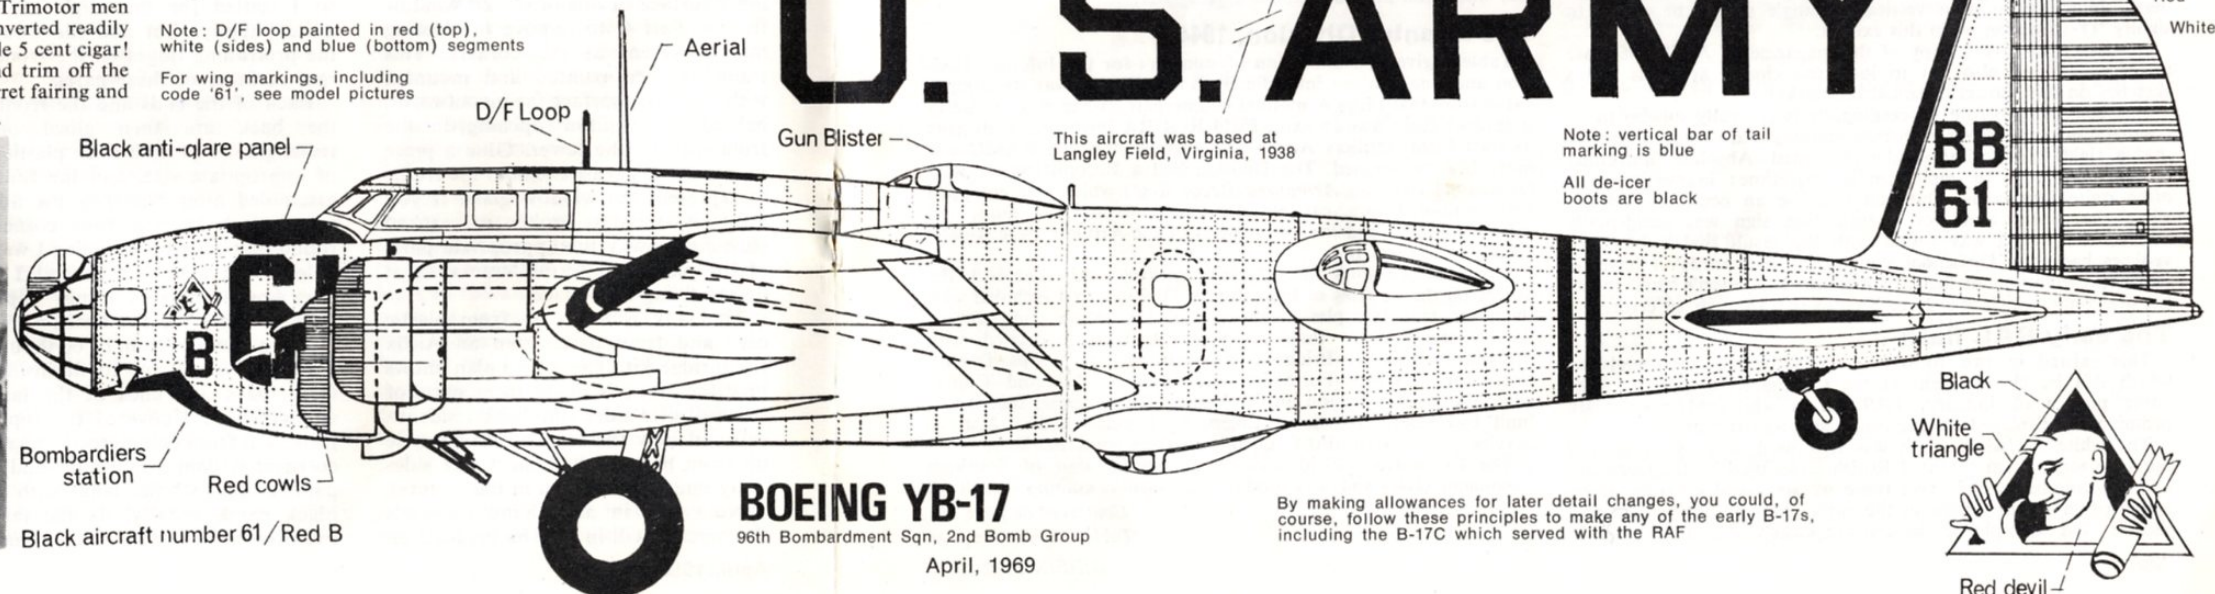 Trimotor men
nverted readily
le 5 cent cigar!
nd trim off the
rret fairing and
Note: D/F loop painted in red (top),
white (sides) and blue (bottom) segments
For wing markings, including
code '61', see model pictures
D/F Loop
Aerial
U. S. ARMY
White
Black anti-glare panel
Gun Blister
This aircraft was based at
Langley Field, Virginia, 1938
Note: vertical bar of tail
marking is blue
All de-icer
boots are black
BB
61
61
B
Bombardiers
station
Red cowls
Black aircraft number 61/Red B
BOEING YB-17
96th Bombardment Sqn, 2nd Bomb Group
April, 1969
By making allowances for later detail changes, you could, of
course, follow these principles to make any of the early B-17s,
including the B-17C which served with the RAF
Black
White
triangle
Red devil